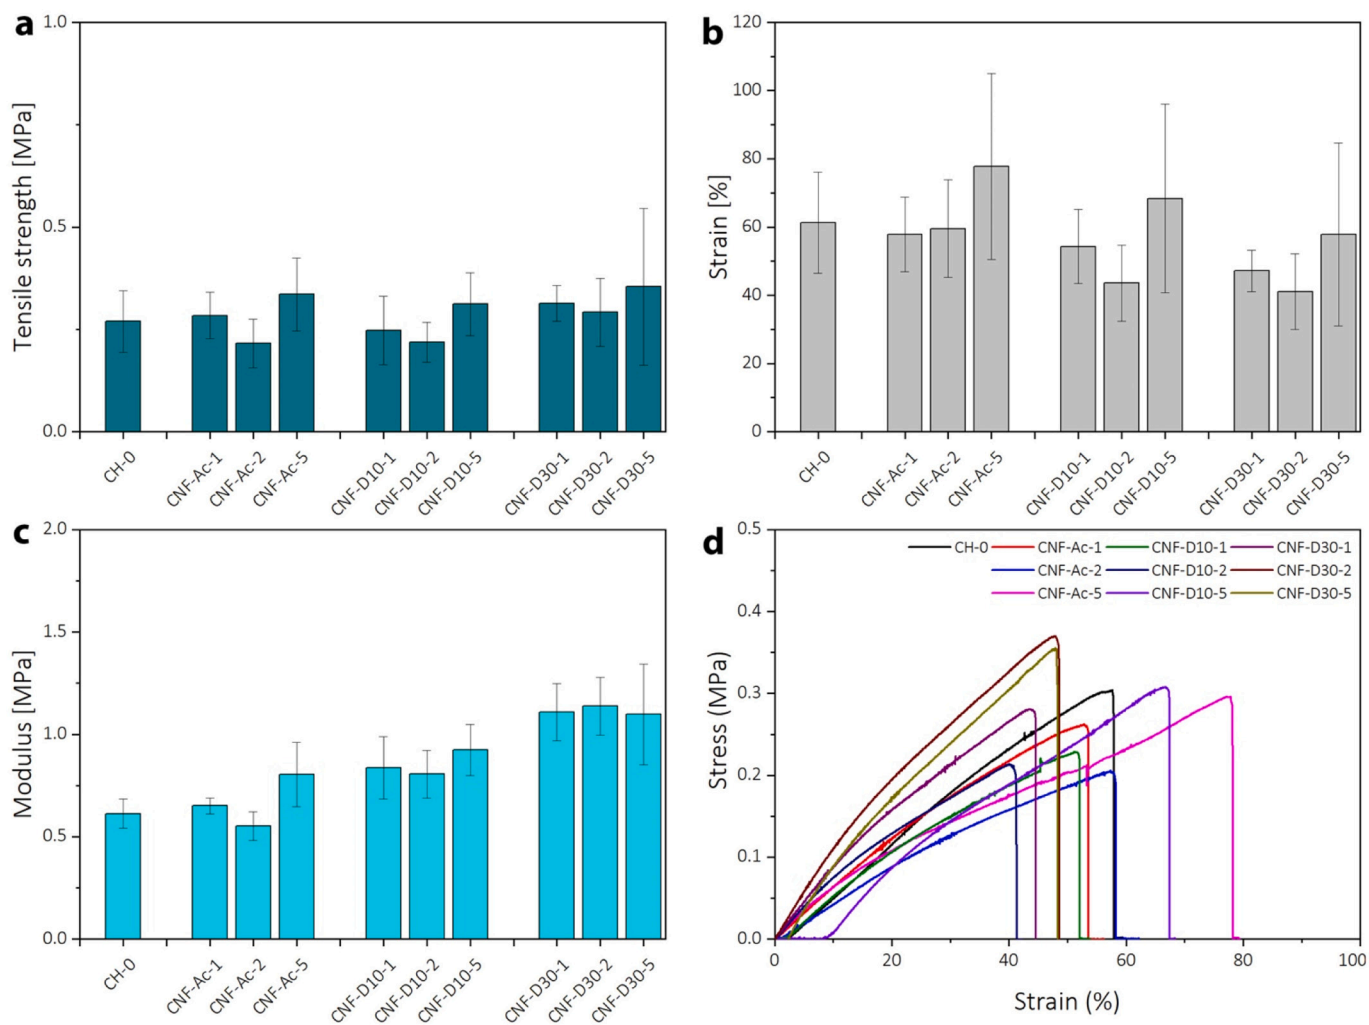 a
1.0
0.5
0.0
Tensile strength [MPa]
CH-0
CNF-Ac-1
CNF-Ac-2
CNF-Ac-5
CNF-D10-1
CNF-D10-2
CNF-D10-5
CNF-D30-1
CNF-D30-2
CNF-D30-5
b
120
100
80
60
40
20
0
Strain [%]
CH-0
CNF-Ac-1
CNF-Ac-2
CNF-Ac-5
CNF-D10-1
CNF-D10-2
CNF-D10-5
CNF-D30-1
CNF-D30-2
CNF-D30-5
c
2.0
1.5
1.0
0.5
0.0
Modulus [MPa]
CH-0
CNF-Ac-1
CNF-Ac-2
CNF-Ac-5
CNF-D10-1
CNF-D10-2
CNF-D10-5
CNF-D30-1
CNF-D30-2
CNF-D30-5
d
0.5
0.4
0.3
0.2
0.1
0.0
Stress (MPa)
CH-0 CNF-Ac-1 CNF-D10-1 CNF-D30-1
CNF-Ac-2 CNF-D10-2 CNF-D30-2
CNF-Ac-5 CNF-D10-5 CNF-D30-5
0 20 40 60 80 100
Strain (%)